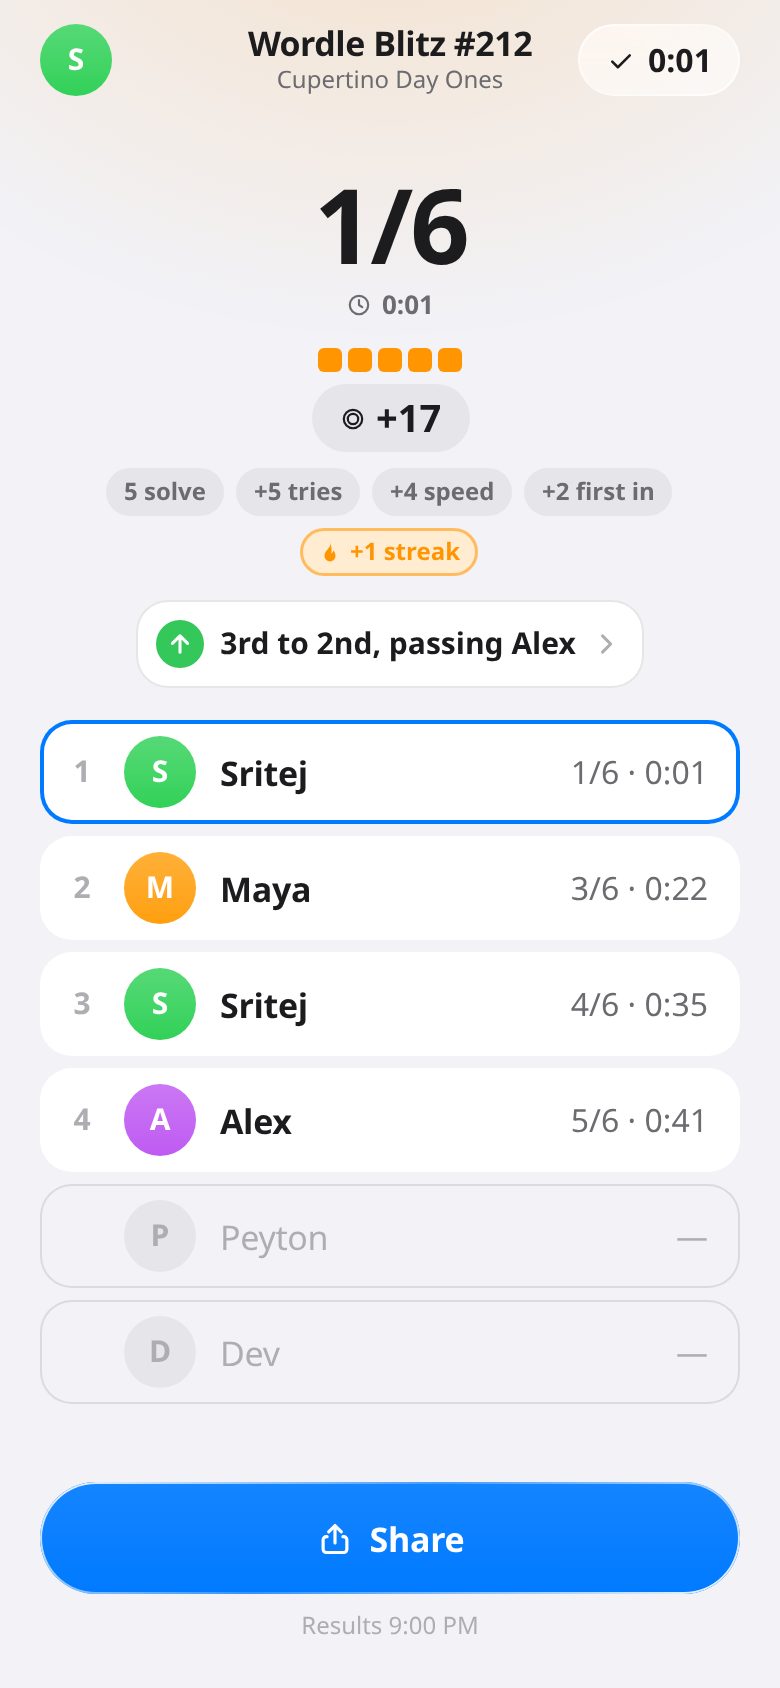 S
Wordle Blitz #212
Cupertino Day Ones
0:01
1/6
0:01
+17
5 solve +5 tries +4 speed +2 first in
+1 streak
3rd to 2nd, passing Alex
1 S Sritej 1/6 · 0:01
2 M Maya 3/6 · 0:22
3 S Sritej 4/6 · 0:35
4 A Alex 5/6 · 0:41
P Peyton —
D Dev —
Share
Results 9:00 PM